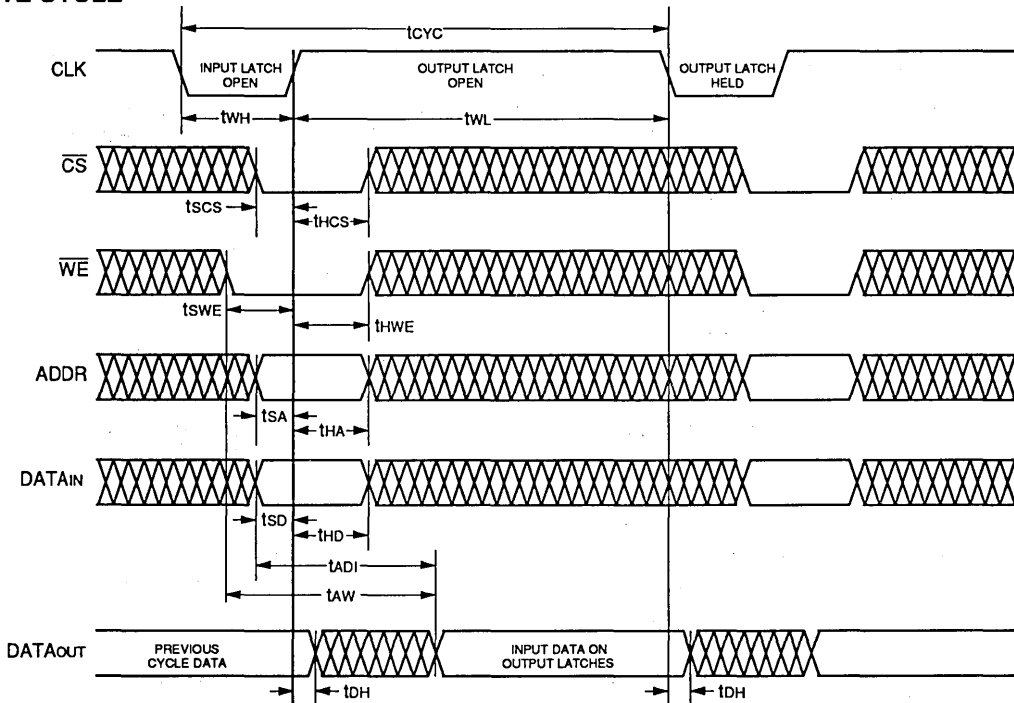 tCYC
CLK
INPUT LATCH
OPEN
OUTPUT LATCH
OPEN
OUTPUT LATCH
HELD
tWH
tWL
CS
tSCS
tHCS
WE
tSWE
tHWE
ADDR
tSA
tHA
DATAIN
tSD
tHD
tADI
tAW
DATAOUT
PREVIOUS
CYCLE DATA
INPUT DATA ON
OUTPUT LATCHES
tDH
tDH